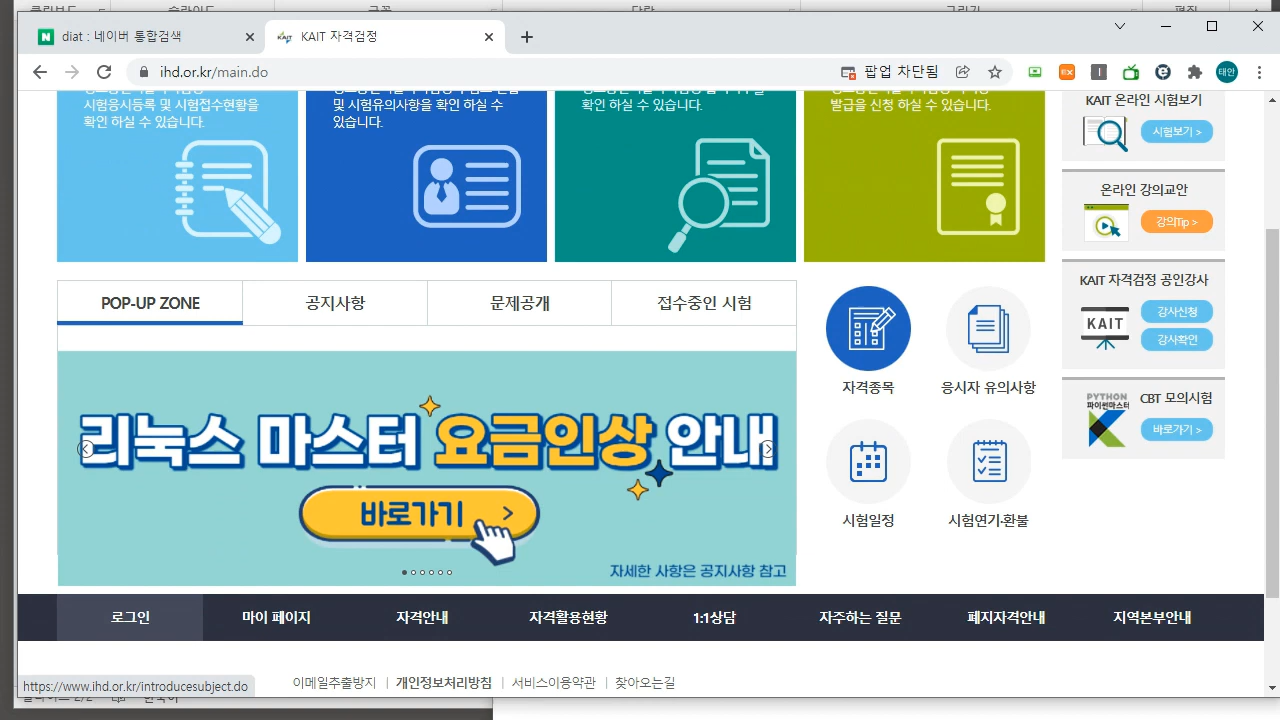 diat : 네이버 통합검색
KAIT 자격검정
ihd.or.kr/main.do
팝업 차단됨
태안
시험응시등록 및 시험접수현황을
확인 하실 수 있습니다.
및 시험유의사항을 확인 하실 수
있습니다.
확인 하실 수 있습니다.
발급을 신청 하실 수 있습니다.
KAIT 온라인 시험보기
시험보기 >
온라인 강의교안
강의Tip >
KAIT 자격검정 공인강사
KAIT
강사신청
강사확인
PYTHON
파이썬마스터
CBT 모의시험
바로가기 >
POP-UP ZONE
공지사항
문제공개
접수중인 시험
리눅스 마스터 요금인상 안내
바로가기 >
자세한 사항은 공지사항 참고
자격종목
응시자 유의사항
시험일정
시험연기·환불
로그인
마이 페이지
자격안내
자격활용현황
1:1상담
자주하는 질문
폐지자격안내
지역본부안내
이메일추출방지 | 개인정보처리방침 | 서비스이용약관 | 찾아오는길
https://www.ihd.or.kr/introducesubject.do